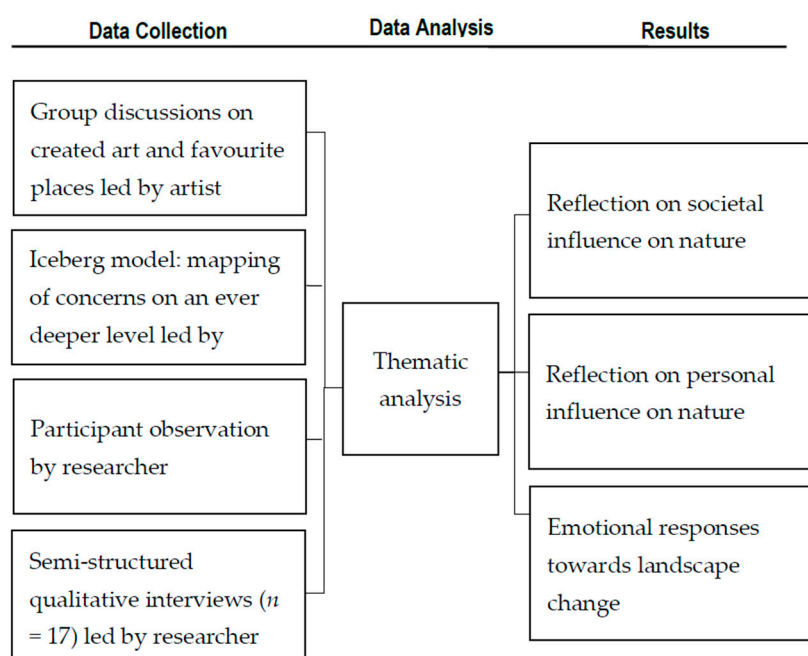 Data Collection
Data Analysis
Results
Group discussions on
created art and favourite
places led by artist
Iceberg model: mapping
of concerns on an ever
deeper level led by
Participant observation
by researcher
Semi-structured
qualitative interviews (n
= 17) led by researcher
Thematic
analysis
Reflection on societal
influence on nature
Reflection on personal
influence on nature
Emotional responses
towards landscape
change